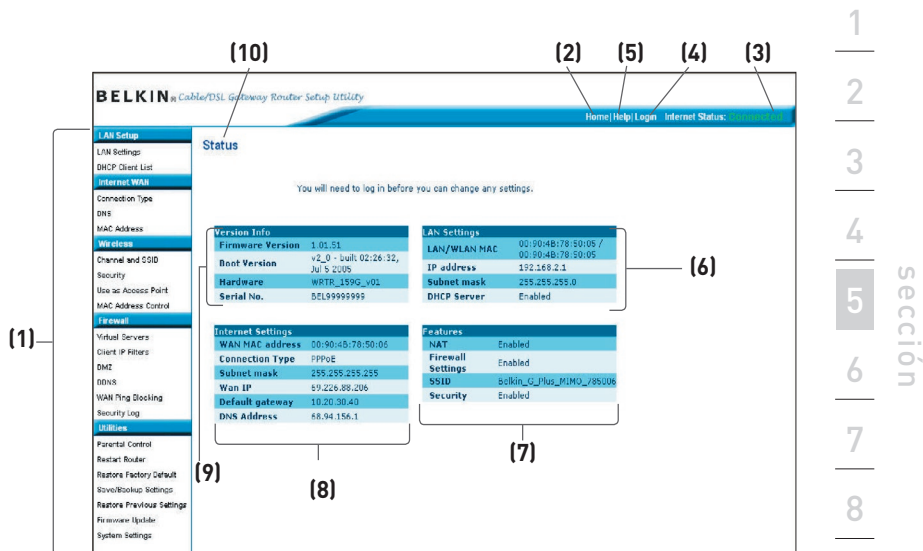 (10) (2) (5) (4) (3)
BELKIN® Cable/DSL Gateway Router Setup Utility
Home|Help|Login Internet Status: Connected
LAN Setup
LAN Settings
DHCP Client List
Internet WAN
Connection Type
DNS
MAC Address
Wireless
Channel and SSID
Security
Use as Access Point
MAC Address Control
Firewall
Virtual Servers
Client IP Filters
DMZ
DDNS
WAN Ping Blocking
Security Log
Utilities
Parental Control
Restart Router
Restore Factory Default
Save/Backup Settings
Restore Previous Settings
Firmware Update
System Settings
(1)
Status
You will need to log in before you can change any settings.
Version Info
Firmware Version 1.01.51
Boot Version v2_0 - built 02:26:32,
Jul 5 2005
Hardware WRTR_159G_v01
Serial No. BEL99999999
(9)
LAN Settings
LAN/WLAN MAC 00:90:4B:78:50:05 /
00:90:4B:78:50:05
IP address 192.168.2.1
Subnet mask 255.255.255.0
DHCP Server Enabled
(6)
Internet Settings
WAN MAC address 00:90:4B:78:50:06
Connection Type PPPoE
Subnet mask 255.255.255.255
Wan IP 69.226.88.206
Default gateway 10.20.30.40
DNS Address 68.94.156.1
(8)
Features
NAT Enabled
Firewall
Settings Enabled
SSID Belkin_G_Plus_MIMO_785006
Security Enabled
(7)
1
2
3
4
5
6
7
8
sección